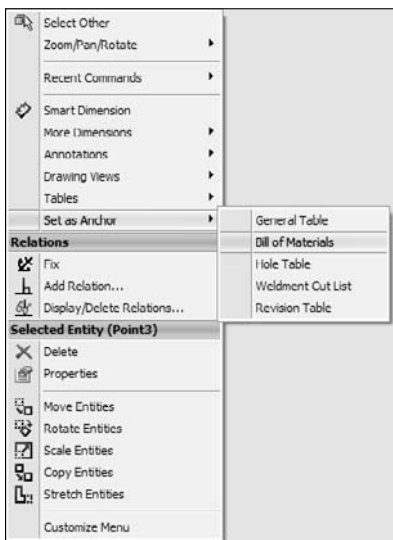 Select Other
Zoom/Pan/Rotate
Recent Commands
Smart Dimension
More Dimensions
Annotations
Drawing Views
Tables
Set as Anchor
General Table
Bill of Materials
Hole Table
Weldment Cut List
Revision Table
Relations
Fix
Add Relation...
Display/Delete Relations...
Selected Entity (Point3)
Delete
Properties
Move Entities
Rotate Entities
Scale Entities
Copy Entities
Stretch Entities
Customize Menu